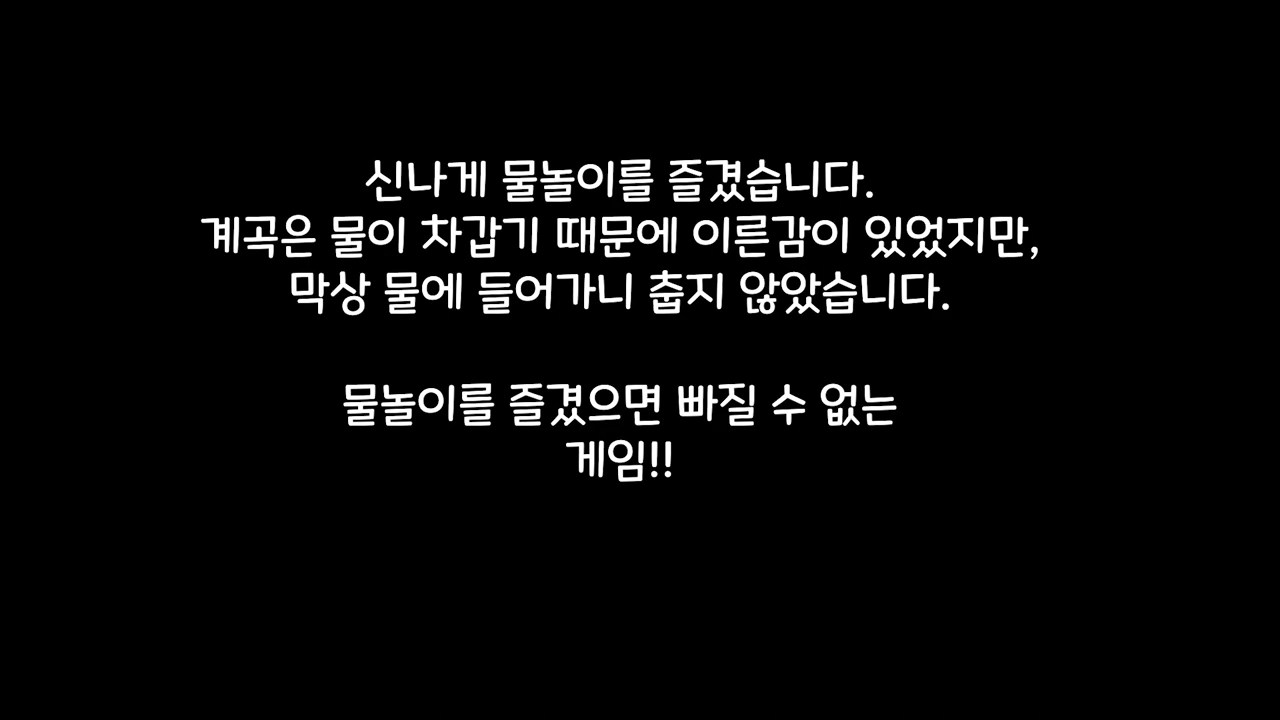 신나게 물놀이를 즐겼습니다.
계곡은 물이 차갑기 때문에 이른감이 있었지만,
막상 물에 들어가니 춥지 않았습니다.
물놀이를 즐겼으면 빠질 수 없는
게임!!